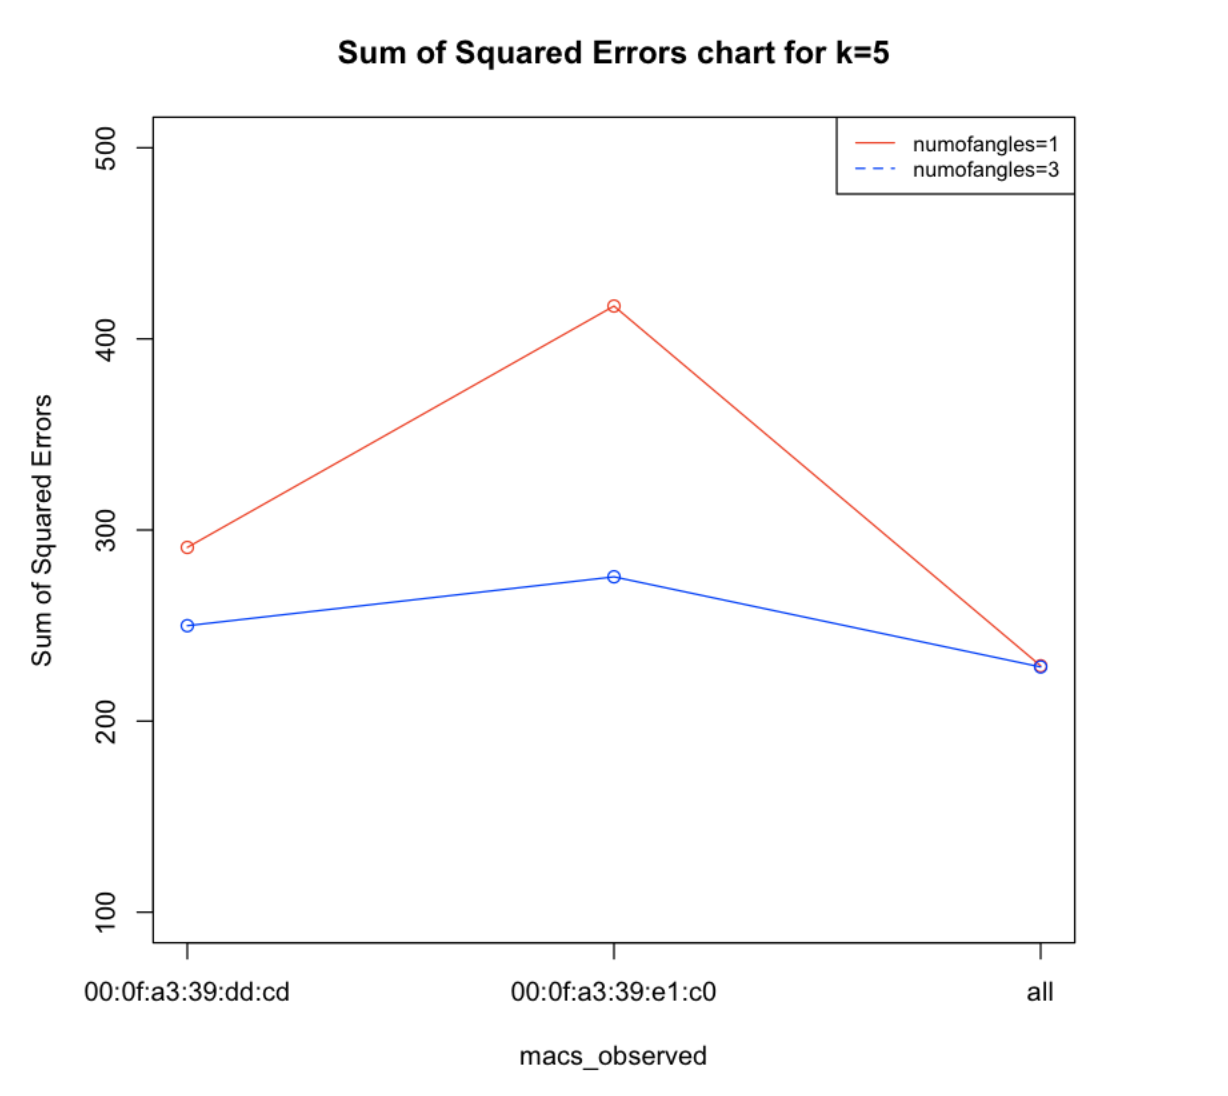 Sum of Squared Errors chart for k=5
numofangles=1
numofangles=3
500
400
300
200
100
Sum of Squared Errors
00:0f:a3:39:dd:cd
00:0f:a3:39:e1:c0
all
macs_observed